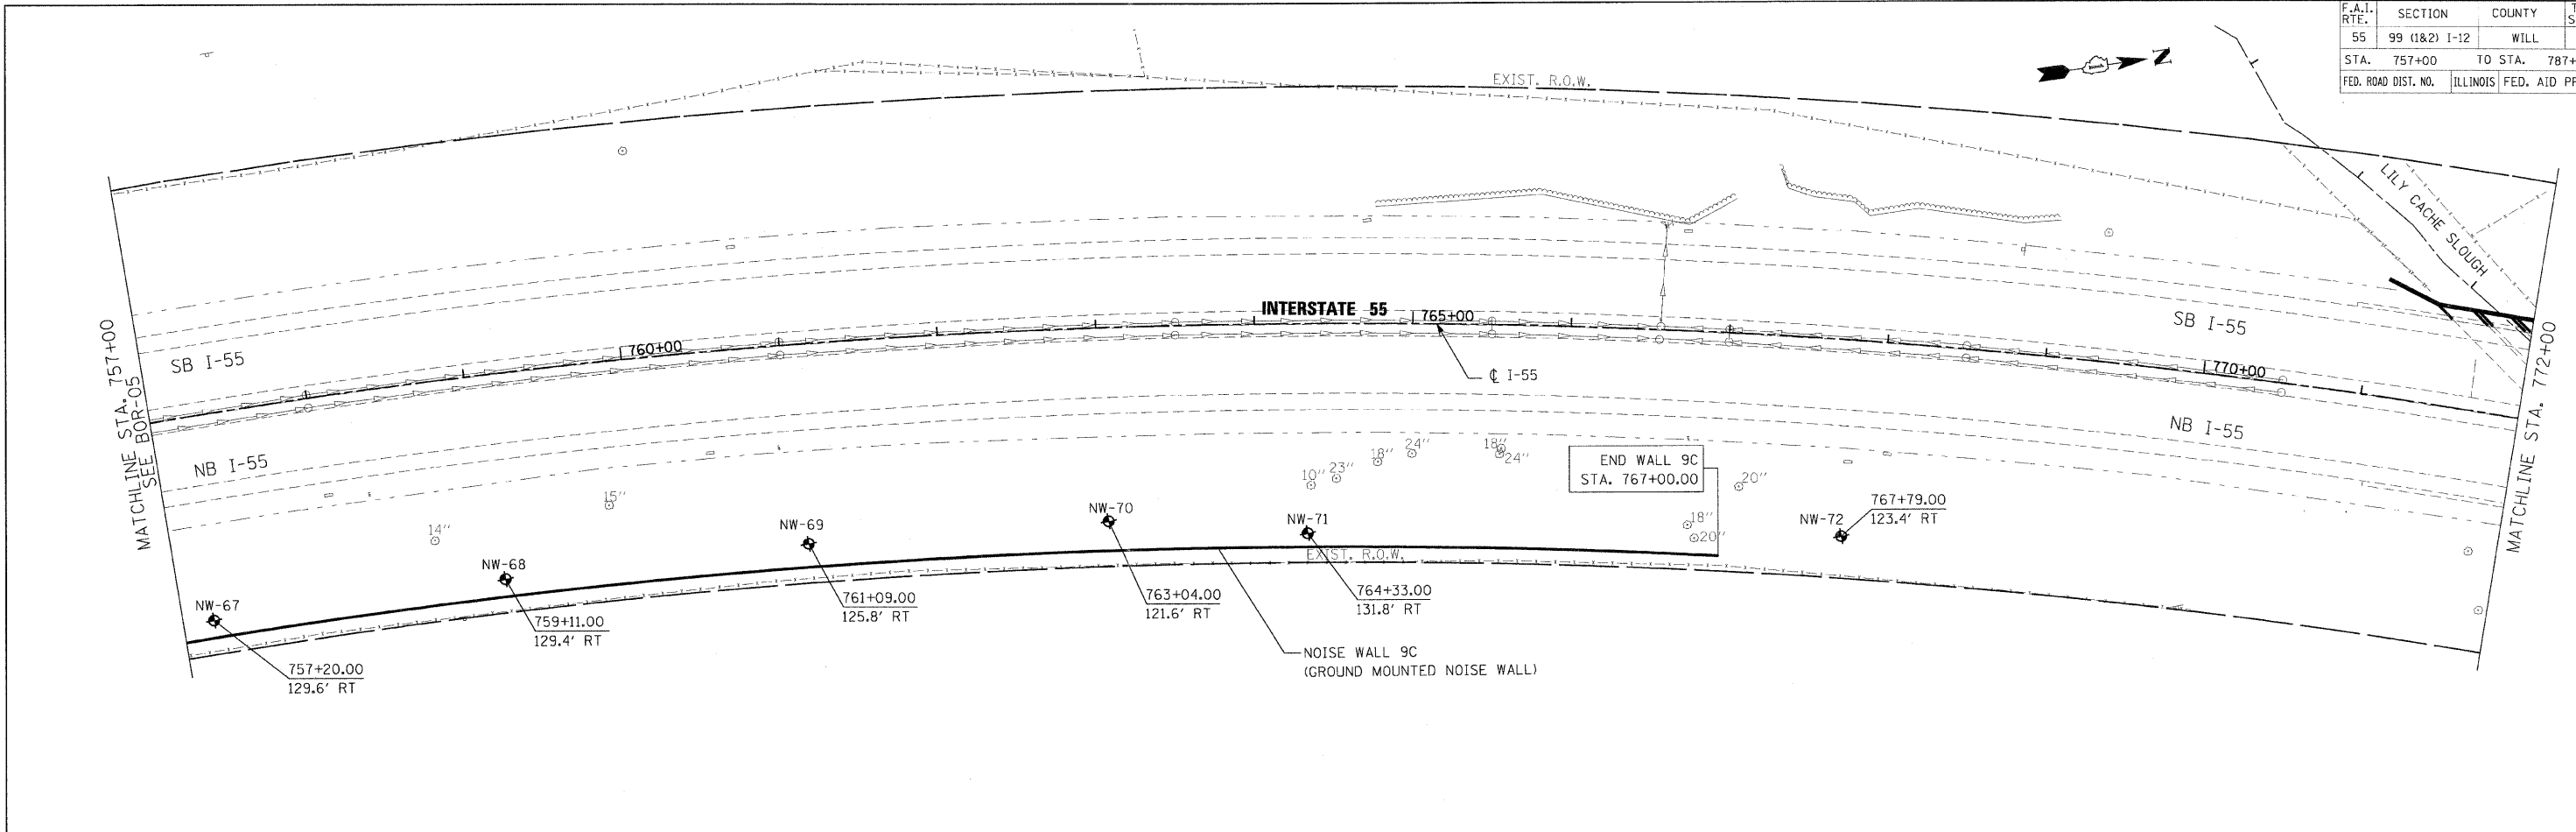 F.A.I. RTE. SECTION COUNTY
55 99 (1&2) I-12 WILL
STA. 757+00 TO STA. 787+
FED. ROAD DIST. NO. ILLINOIS FED. AID
N
EXIST. R.O.W.
LILY CACHE SLOUGH
MATCHLINE STA. 757+00
SEE BOR-05
SB I-55
760+00
INTERSTATE 55
765+00
℄ I-55
SB I-55
770+00
MATCHLINE STA. 772+00
NB I-55
NB I-55
14"
15"
10"
23"
18"
24"
18"
24"
END WALL 9C
STA. 767+00.00
20"
18"
20"
NW-67
757+20.00
129.6' RT
NW-68
759+11.00
129.4' RT
NW-69
761+09.00
125.8' RT
NW-70
763+04.00
121.6' RT
NW-71
764+33.00
131.8' RT
NW-72
767+79.00
123.4' RT
EXIST. R.O.W.
NOISE WALL 9C
(GROUND MOUNTED NOISE WALL)